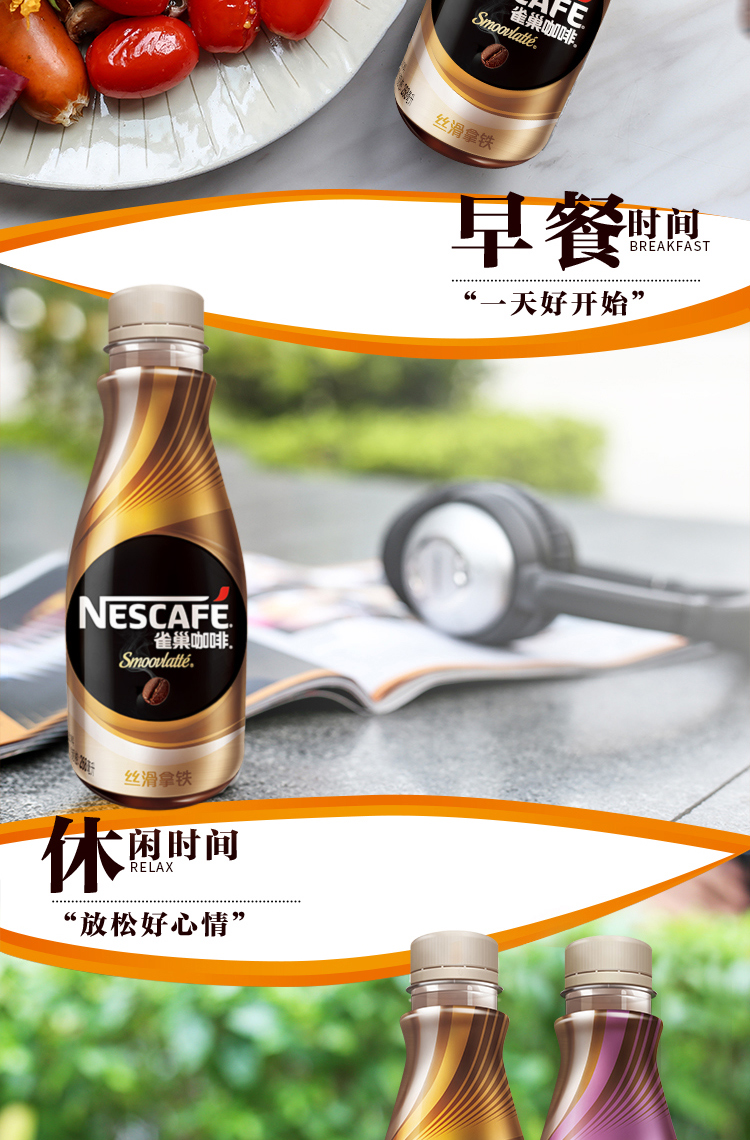 NESCAFÉ
雀巢咖啡
Smoovlatté
丝滑拿铁
早餐时间
BREAKFAST
“一天好开始”
NESCAFÉ
雀巢咖啡
Smoovlatté
丝滑拿铁
休闲时间
RELAX
“放松好心情”